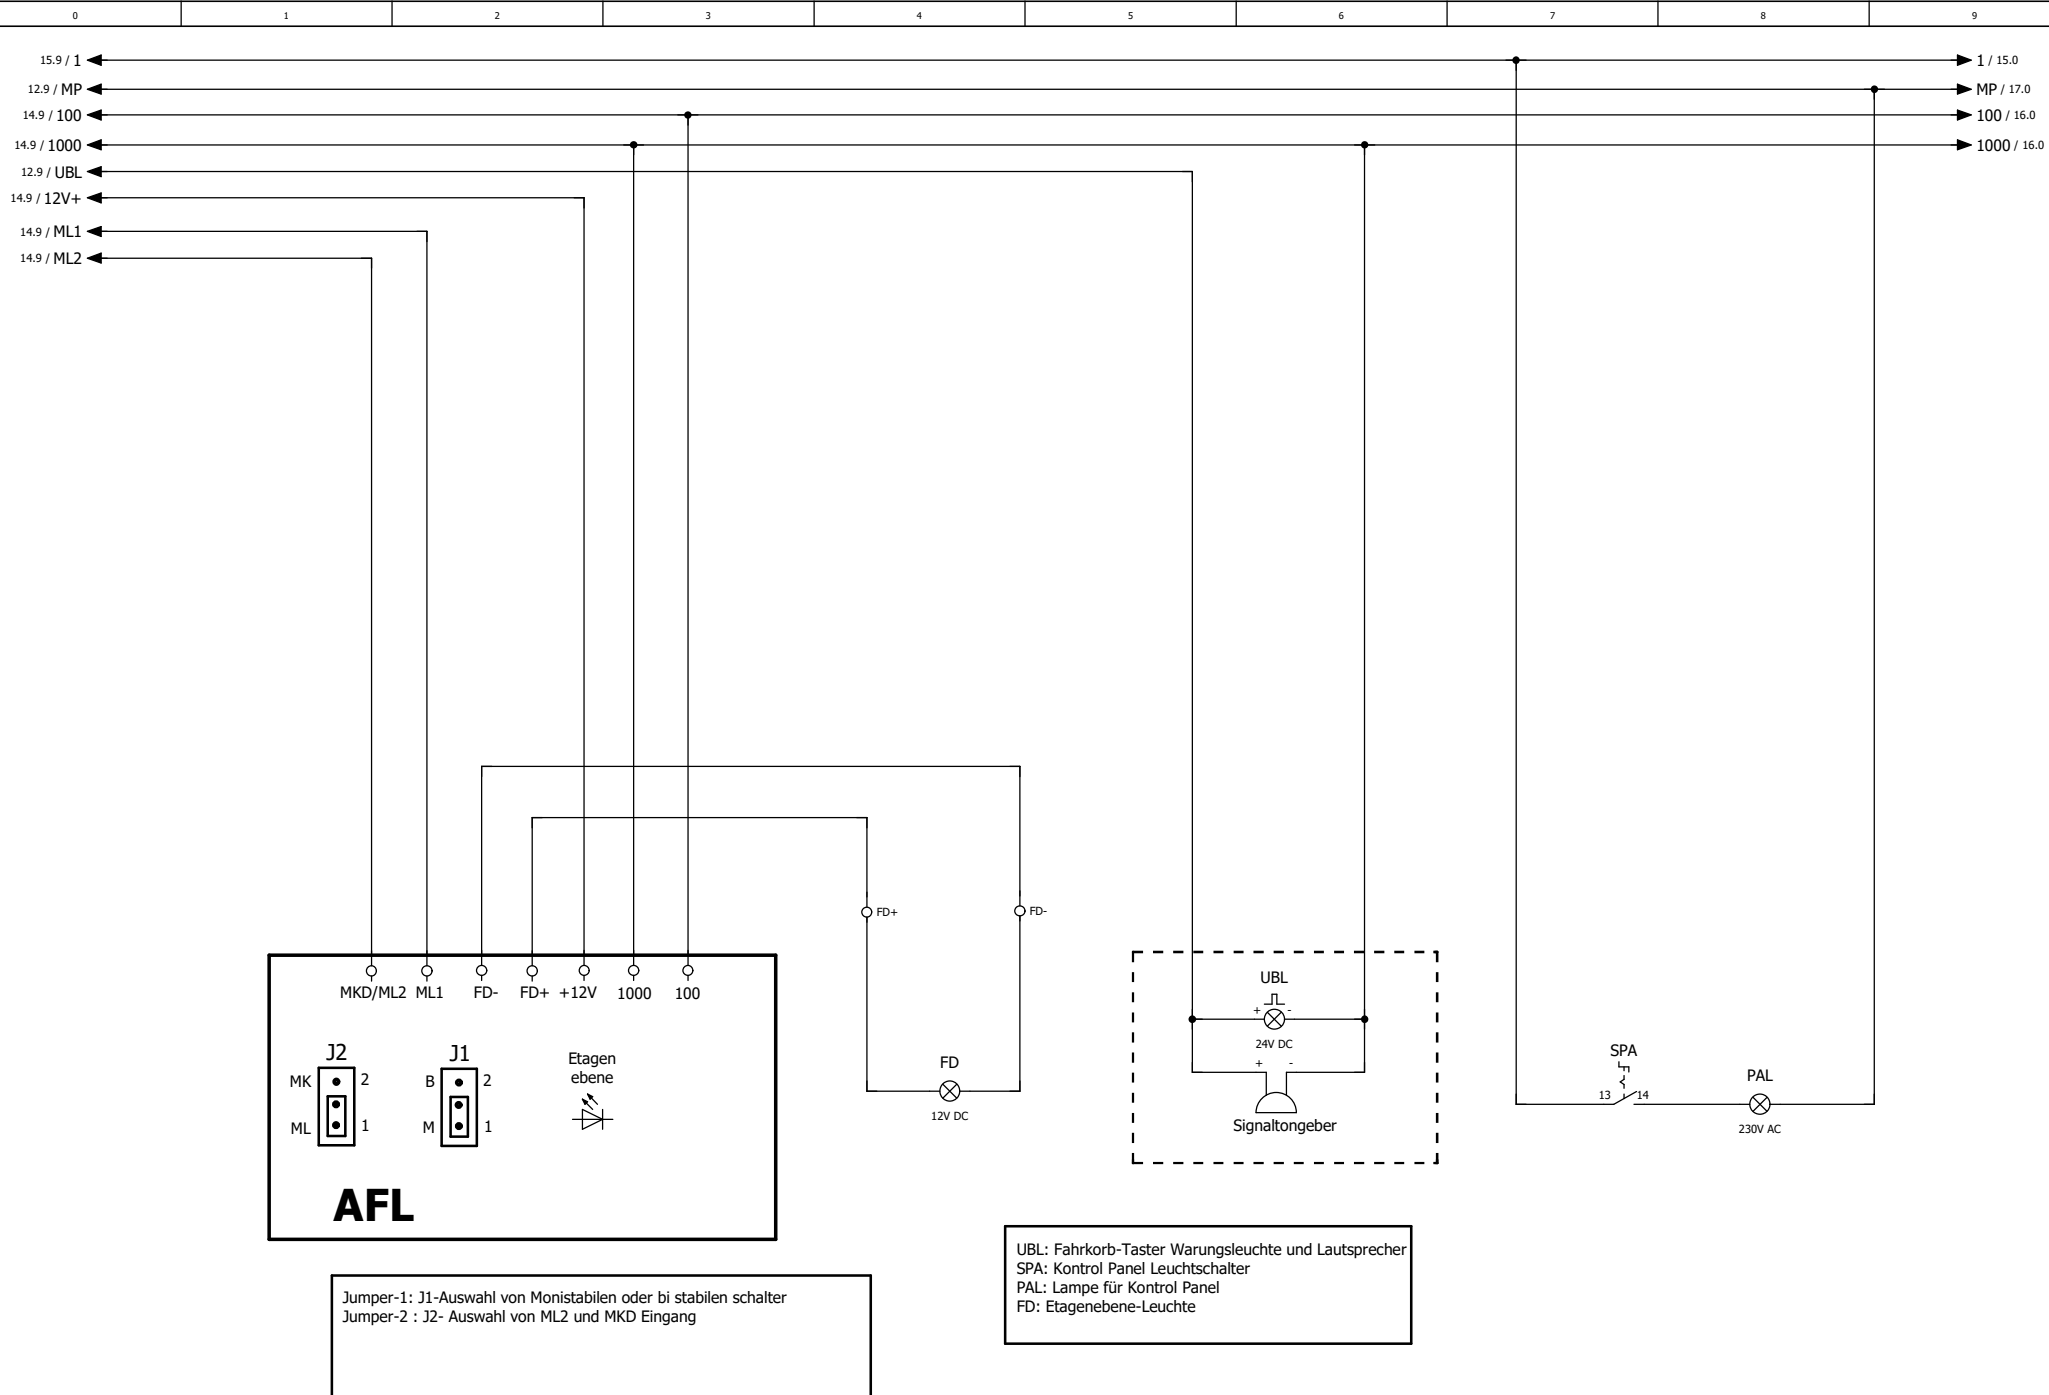 0 1 2 3 4 5 6 7 8 9
15.9 / 1
1 / 15.0
12.9 / MP
MP / 17.0
14.9 / 100
100 / 16.0
14.9 / 1000
1000 / 16.0
12.9 / UBL
14.9 / 12V+
14.9 / ML1
14.9 / ML2
FD+
FD-
MKD/ML2 ML1 FD- FD+ +12V 1000 100
UBL
+ -
24V DC
+ -
Signaltongeber
J2
MK 2
ML 1
J1
B 2
M 1
Etagen
ebene
FD
12V DC
SPA
13 14
PAL
230V AC
AFL
UBL: Fahrkorb-Taster Warungsleuchte und Lautsprecher
SPA: Kontrol Panel Leuchtschalter
PAL: Lampe für Kontrol Panel
FD: Etagenebene-Leuchte
Jumper-1: J1-Auswahl von Monistabilen oder bi stabilen schalter
Jumper-2 : J2- Auswahl von ML2 und MKD Eingang